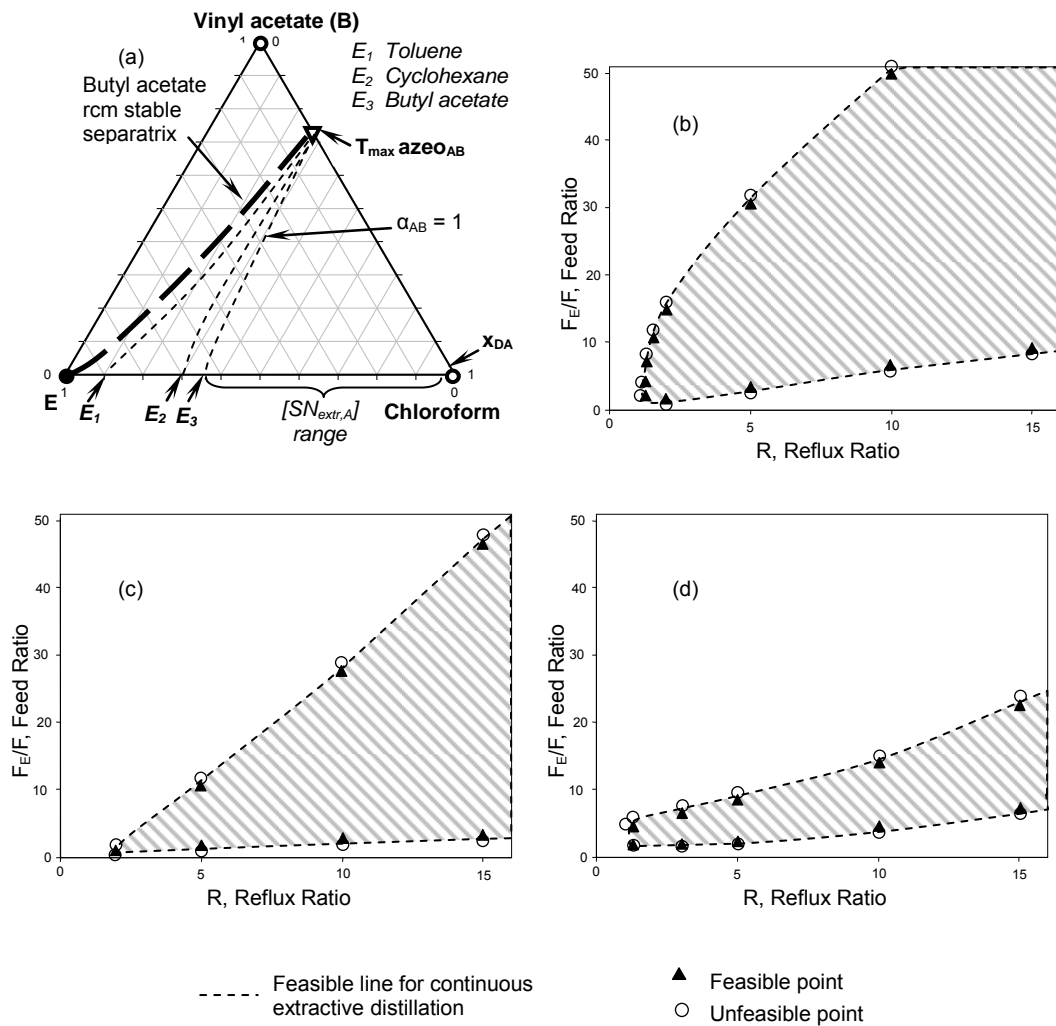 Vinyl acetate (B)
(a)
1 0
E1 Toluene
E2 Cyclohexane
E3 Butyl acetate
Butyl acetate
rcm stable
separatrix
Tmax azeoAB
αAB = 1
xDA
0
1
E
E1
E2
E3
[SNextr,A]
range
1
0
Chloroform
(b)
50
40
30
20
10
0
FE/F, Feed Ratio
0 5 10 15
R, Reflux Ratio
(c)
50
40
30
20
10
0
FE/F, Feed Ratio
0 5 10 15
R, Reflux Ratio
(d)
50
40
30
20
10
0
FE/F, Feed Ratio
0 5 10 15
R, Reflux Ratio
Feasible line for continuous
extractive distillation
Feasible point
Unfeasible point